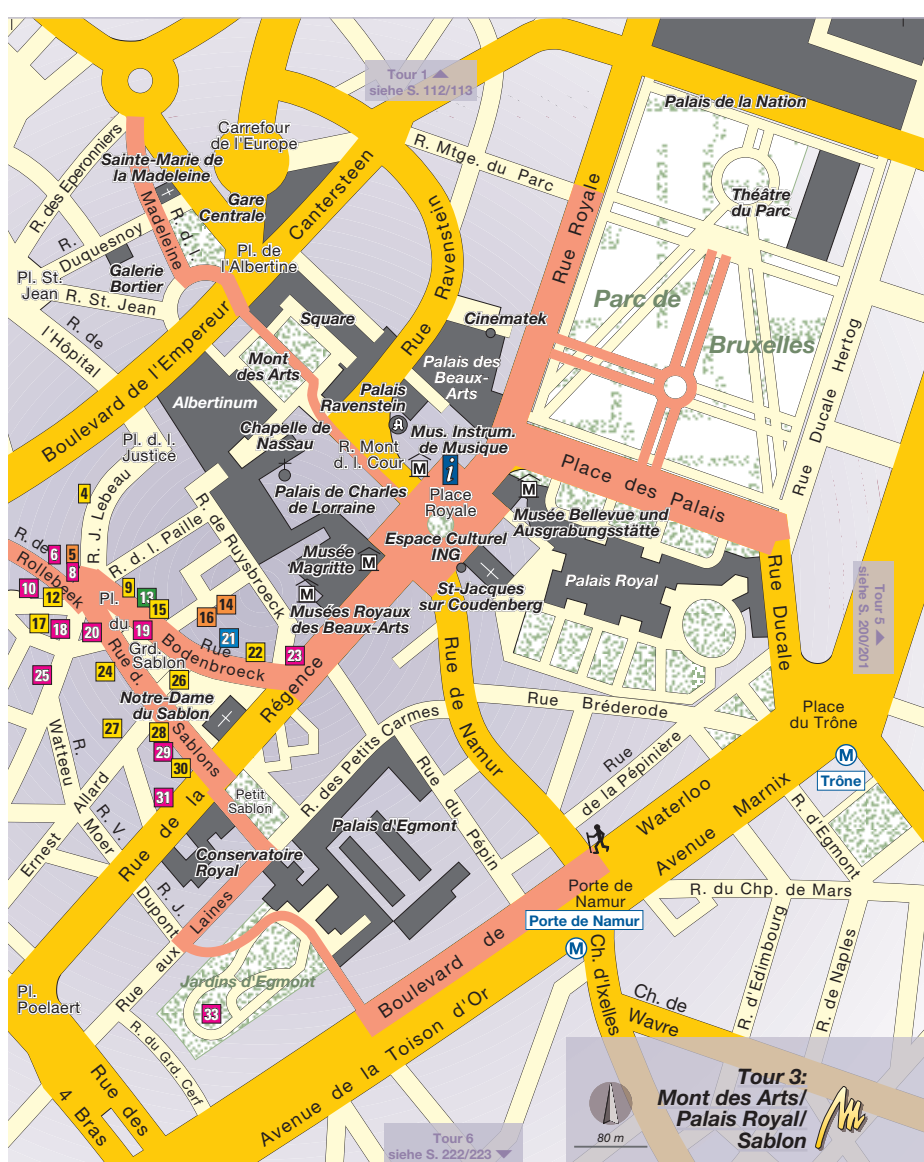 Tour 1
siehe S. 112/113
Palais de la Nation
Carrefour
de l'Europe
R. Mtge. du Parc
R. des Eperonniers
Sainte-Marie de
la Madeleine
Théâtre
du Parc
Gare
Centrale
Cantersteen
Rue Ravenstein
Rue Royale
Madeleine
R. d. l.
R.
Duquesnoy
Pl. de
l'Albertine
Galerie
Bortier
Pl. St.
Jean
R. St. Jean
R. de
l'Hôpital
Parc de
Bruxelles
Square
Cinematek
Mont
des Arts
Palais des
Beaux-
Arts
Boulevard de l'Empereur
Albertinum
Palais
Ravenstein
Rue Ducale Hertog
Chapelle de
Nassau
Mus. Instrum.
de Musique
R. Mont
d. l. Cour
M
i
Pl. d. l.
Justice
Place des Palais
Palais de Charles
de Lorraine
Place
Royale
M
4
R. J. Lebeau
R. d. l. Paille
R. de Ruysbroeck
Musée Bellevue und
Ausgrabungsstätte
Espace Culturel
ING
R. de
Rollebeek
6
5
8
Musée
Magritte
M
Palais Royal
Rue Ducale
Tour 5
siehe S. 200/201
10
12
9
13
15
Pl.
du
Grd.
Sablon
M
Musées Royaux
des Beaux-Arts
St-Jacques
sur Coudenberg
14
16
17
18
20
19
21
22
23
Rue
Bodenbroeck
25
24
26
Rue d.
Sablons
Notre-Dame
du Sablon
Régence
Rue de Namur
Rue Bréderode
Place
du Trône
27
28
29
30
31
R.
Watteeu
R. des Petits Carmes
Rue
de la Pépinière
M
Trône
Petit
Sablon
Rue du Pépin
Waterloo
Avenue Marnix
R. d'Egmont
Ernest Allard
R. V.
Moer
Rue de la
Palais d'Egmont
Conservatoire
Royal
R. J.
Dupont
Porte de
Namur
Porte de Namur
M
R. du Chp. de Mars
Rue aux Laines
Boulevard de
Jardins d'Egmont
33
Pl.
Poelaert
R. du Grd. Cerf
Ch. d'Ixelles
Ch. de
Wavre
R. d'Edimbourg
R. de Naples
Rue des
4 Bras
Avenue de la Toison d'Or
Tour 6
siehe S. 222/223
80 m
Tour 3:
Mont des Arts/
Palais Royal/
Sablon